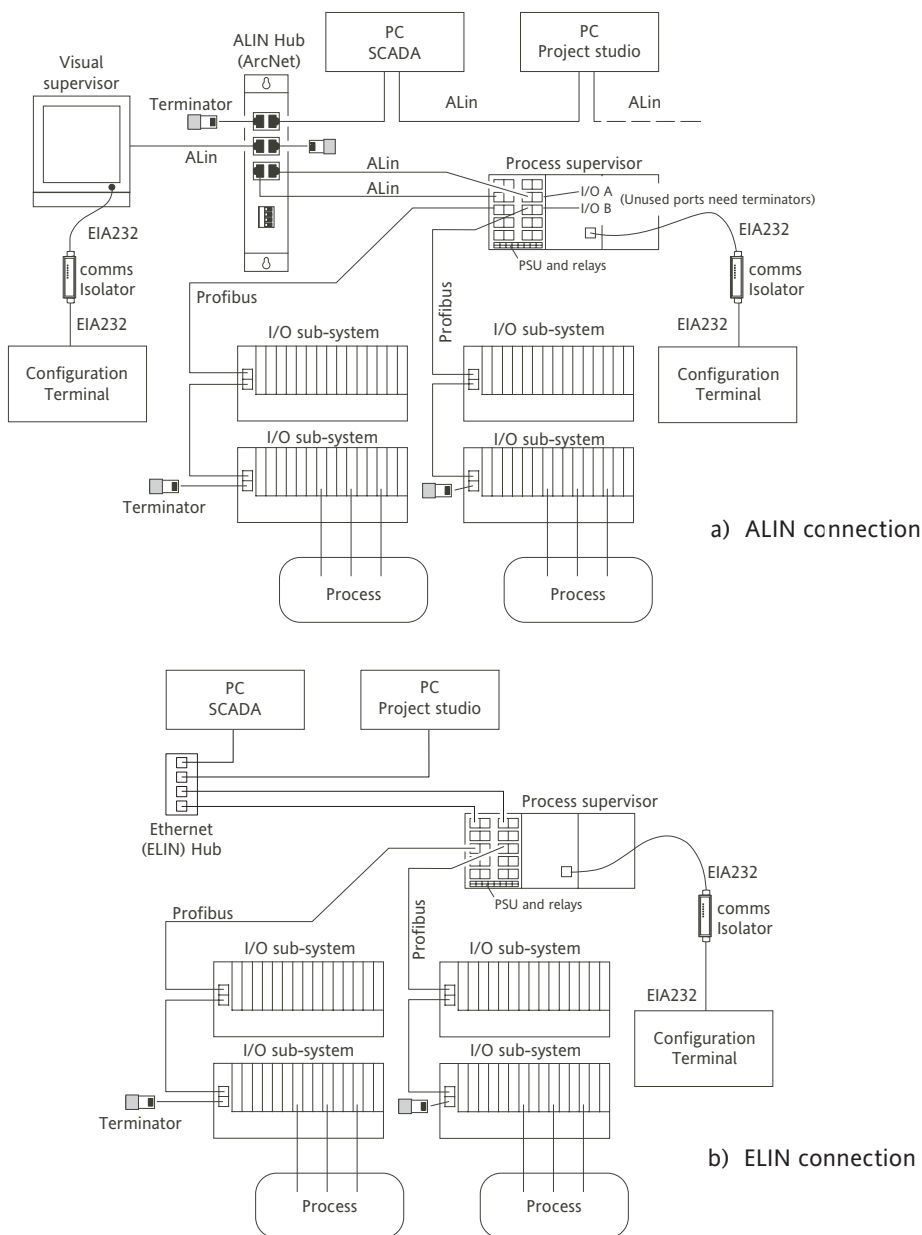 PC
SCADA
PC
Project studio
ALIN Hub
(ArcNet)
Visual
supervisor
Terminator
ALin
ALin
ALin
ALin
ALin
Process supervisor
I/O A
I/O B
(Unused ports need terminators)
EIA232
EIA232
PSU and relays
comms
Isolator
comms
Isolator
Profibus
Profibus
EIA232
EIA232
I/O sub-system
I/O sub-system
Configuration
Terminal
Configuration
Terminal
I/O sub-system
I/O sub-system
Terminator
a) ALIN connection
Process
Process
PC
SCADA
PC
Project studio
Process supervisor
Ethernet
(ELIN) Hub
EIA232
PSU and relays
comms
Isolator
Profibus
Profibus
I/O sub-system
I/O sub-system
EIA232
Configuration
Terminal
I/O sub-system
I/O sub-system
Terminator
b) ELIN connection
Process
Process